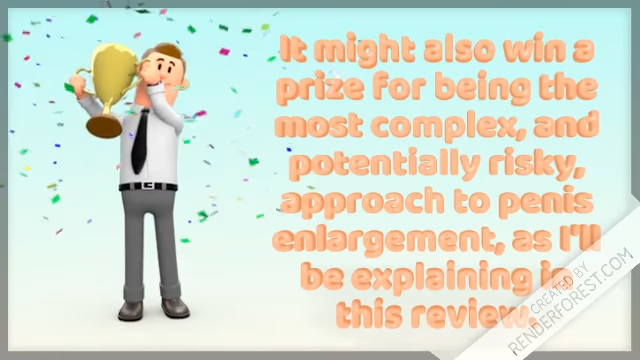 It might also win a
prize for being the
most complex, and
potentially risky,
approach to penis
enlargement, as I'll
be explaining in
this review.
CREATED BY
RENDERFOREST.COM